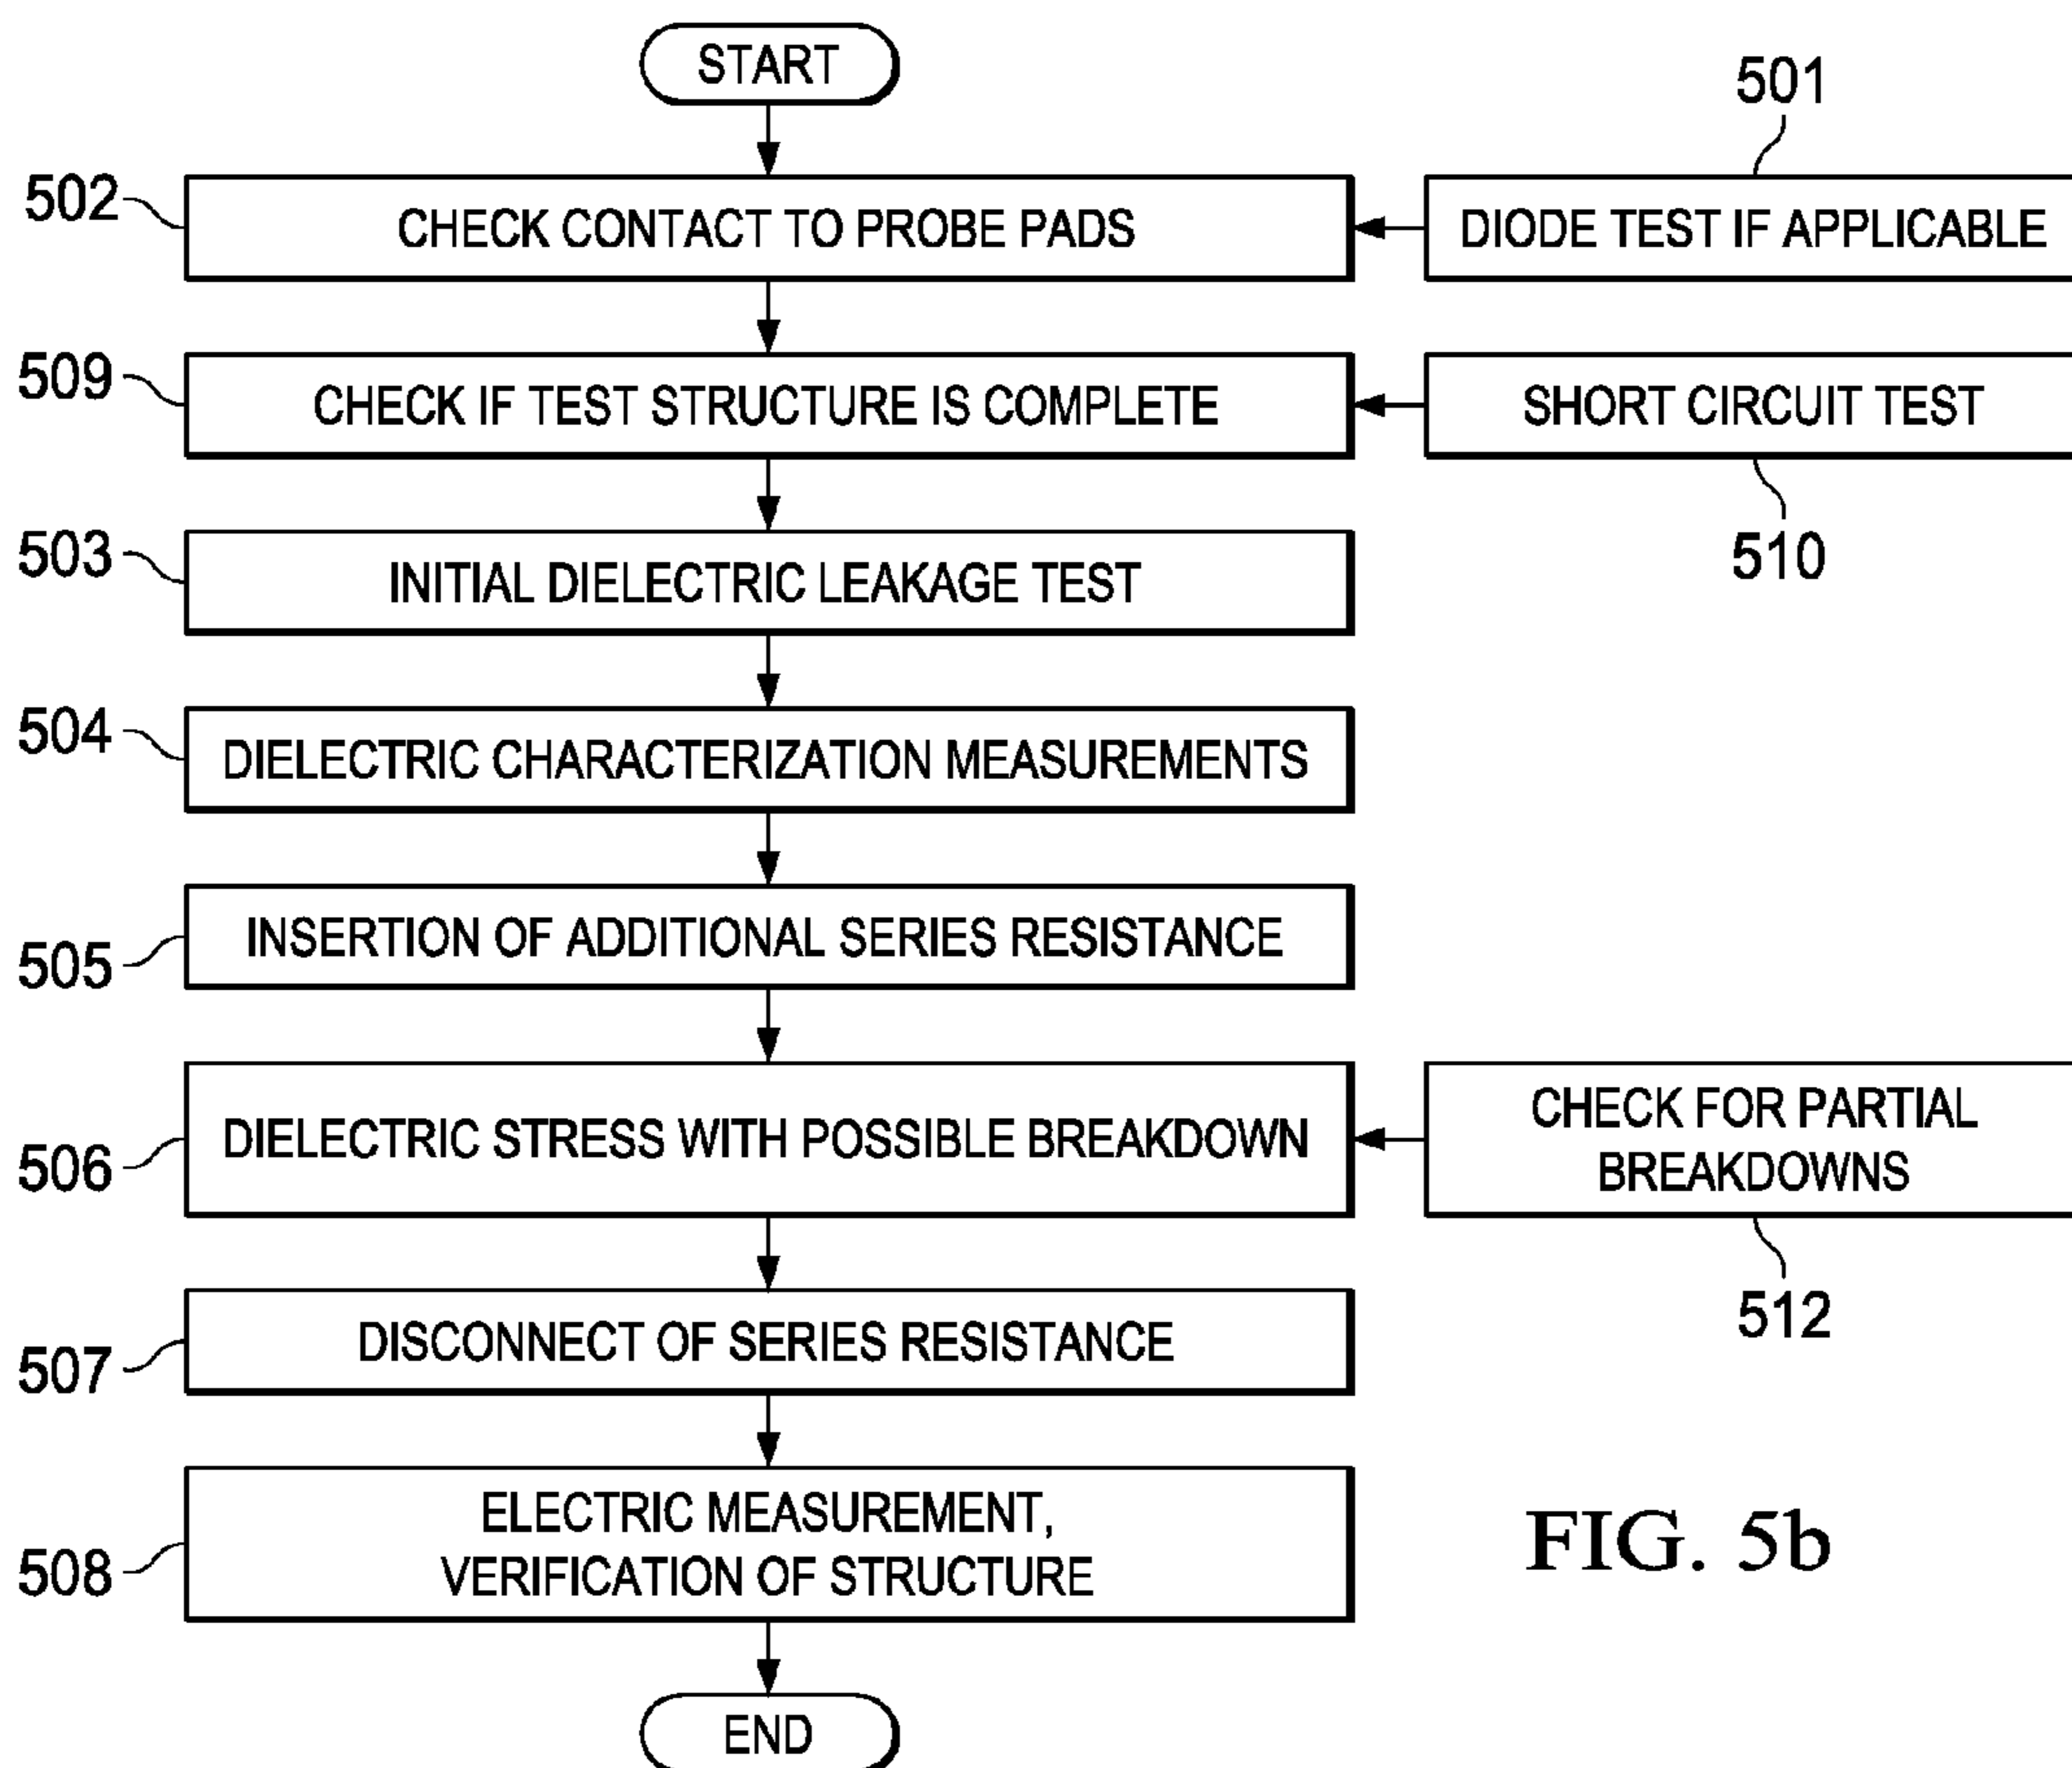 START
501
502
CHECK CONTACT TO PROBE PADS
DIODE TEST IF APPLICABLE
509
CHECK IF TEST STRUCTURE IS COMPLETE
SHORT CIRCUIT TEST
510
503
INITIAL DIELECTRIC LEAKAGE TEST
504
DIELECTRIC CHARACTERIZATION MEASUREMENTS
505
INSERTION OF ADDITIONAL SERIES RESISTANCE
506
DIELECTRIC STRESS WITH POSSIBLE BREAKDOWN
CHECK FOR PARTIAL
BREAKDOWNS
512
507
DISCONNECT OF SERIES RESISTANCE
508
ELECTRIC MEASUREMENT,
VERIFICATION OF STRUCTURE
FIG. 5b
END